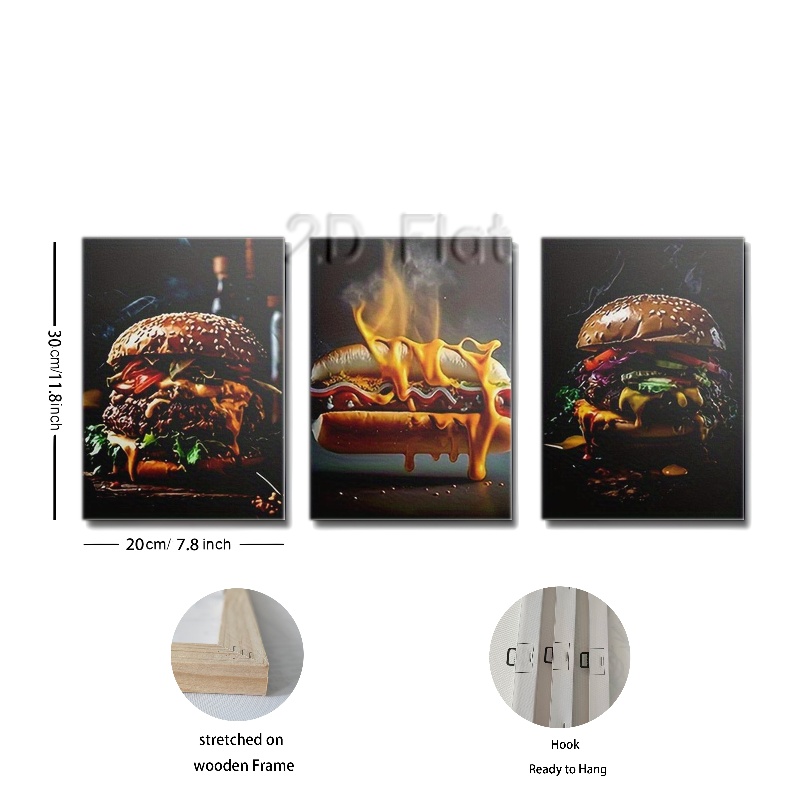 2D Flat
30cm/11.8inch
20cm/ 7.8 inch
stretched on
wooden Frame
Hook
Ready to Hang